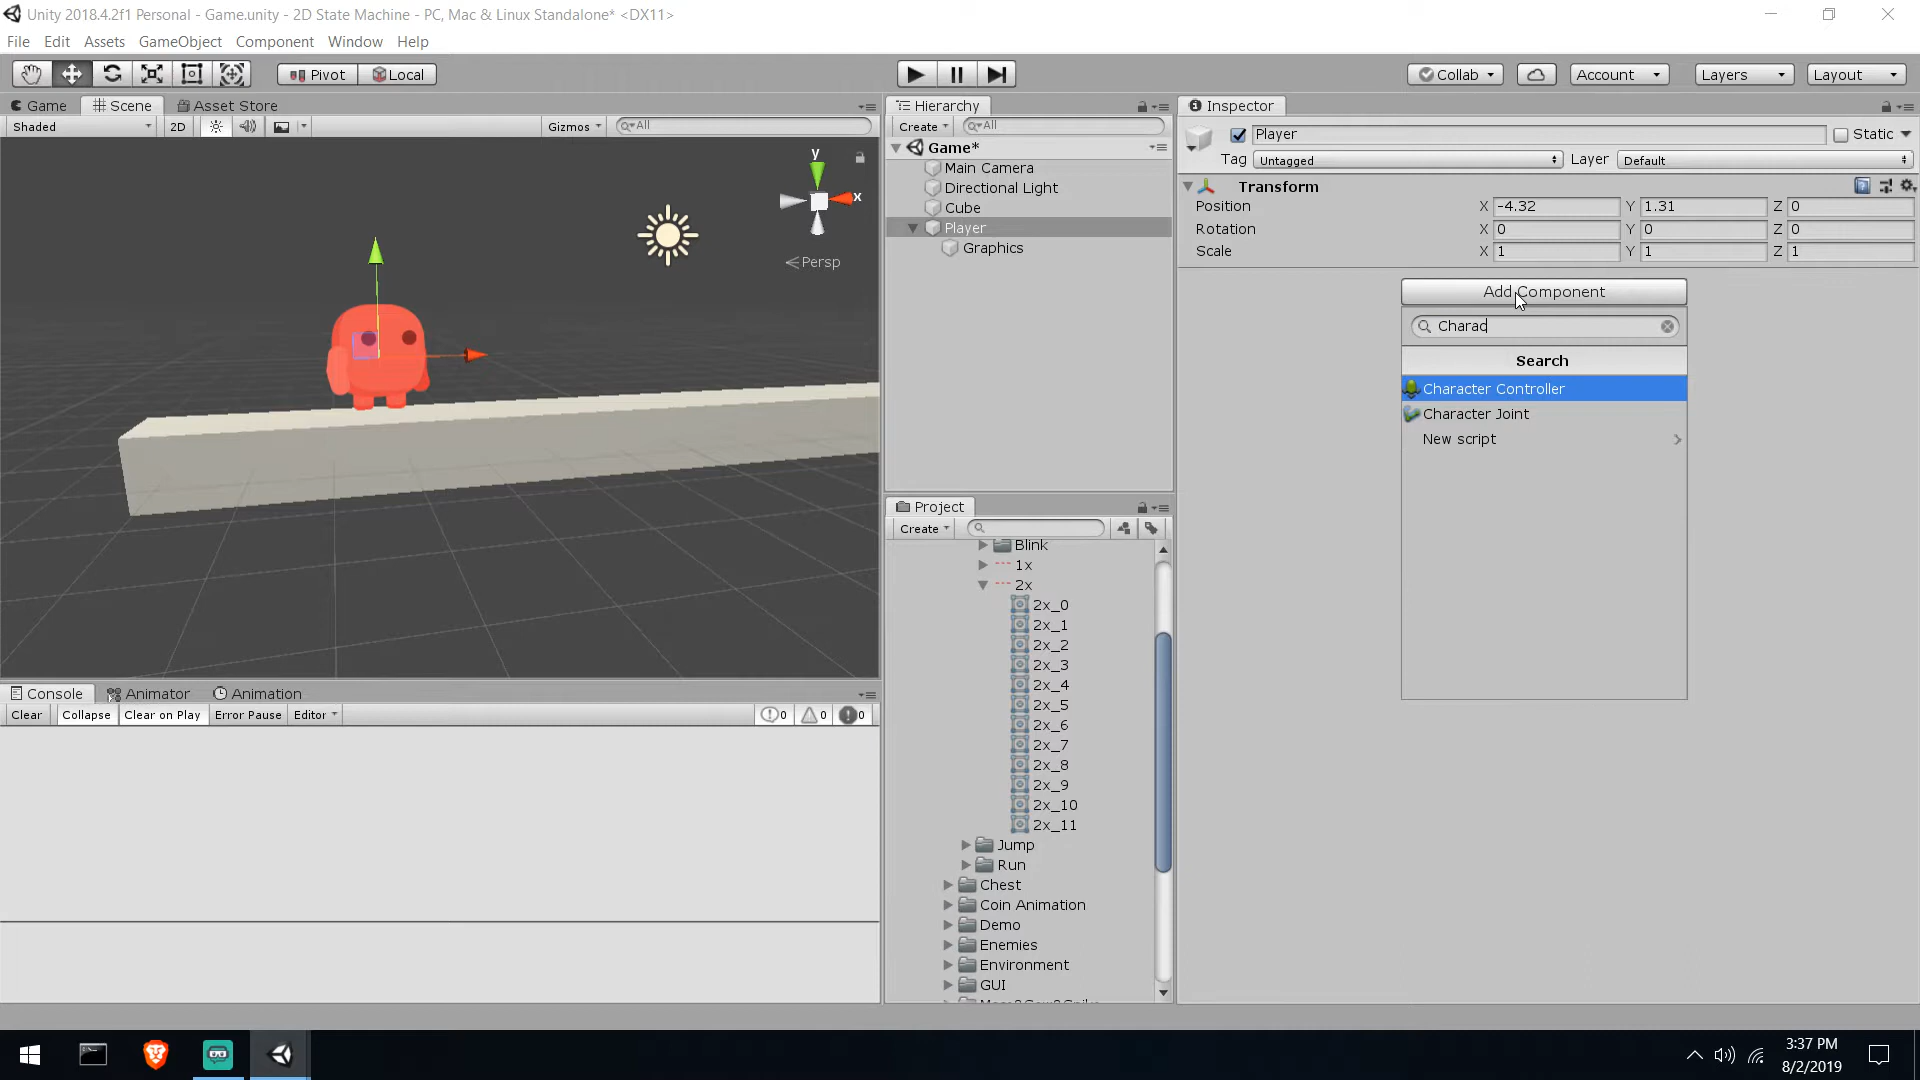 Unity 2018.4.2f1 Personal - Game.unity - 2D State Machine - PC, Mac & Linux Standalone* <DX11>
File Edit Assets GameObject Component Window Help
Pivot Local Collab Account Layers Layout
Game Scene Asset Store
Shaded 2D Gizmos All
y
x
Persp
Console Animator Animation
Clear Collapse Clear on Play Error Pause Editor 0 0 0
Hierarchy
Create All
Game*
Main Camera
Directional Light
Cube
Player
Graphics
Project
Create
Blink
1x
2x
2x_0
2x_1
2x_2
2x_3
2x_4
2x_5
2x_6
2x_7
2x_8
2x_9
2x_10
2x_11
Jump
Run
Chest
Coin Animation
Demo
Enemies
Environment
GUI
Inspector
Player Static
Tag Untagged Layer Default
Transform
Position X -4.32 Y 1.31 Z 0
Rotation X 0 Y 0 Z 0
Scale X 1 Y 1 Z 1
Add Component
Charac
Search
Character Controller
Character Joint
New script
3:37 PM
8/2/2019